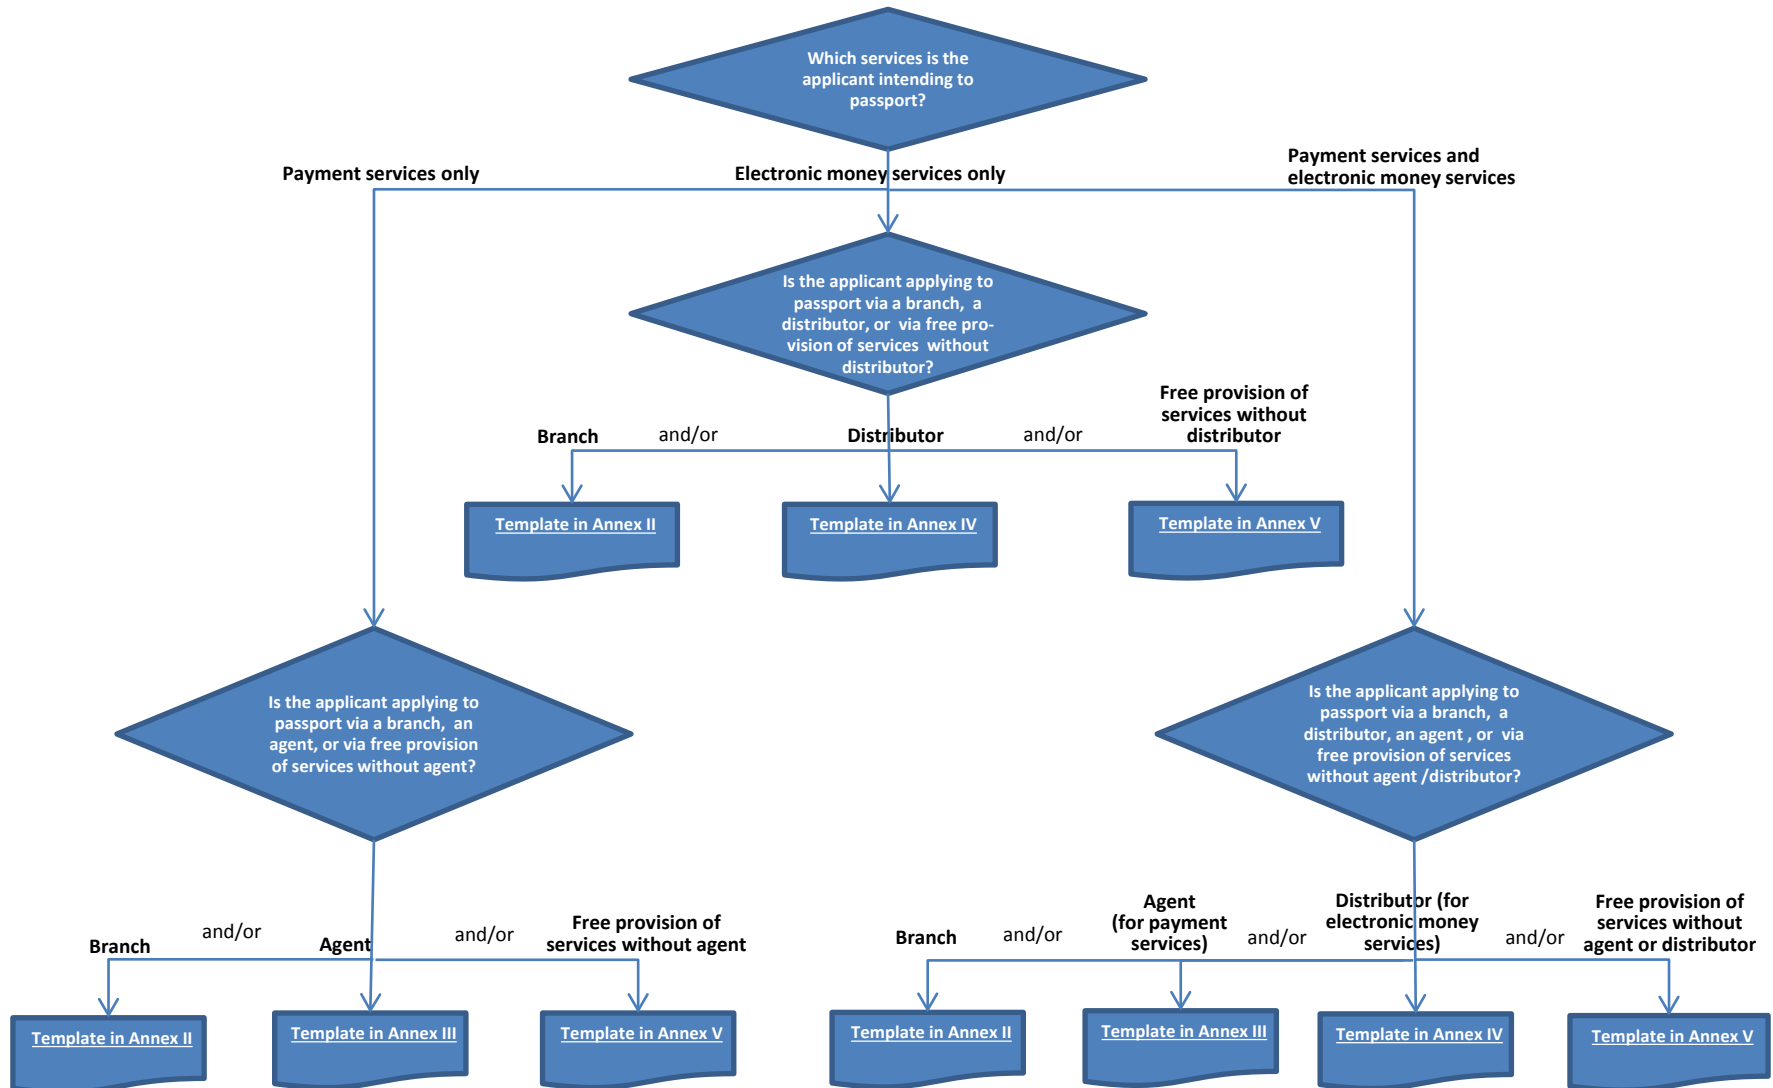 Which services is the
applicant intending to
passport?
Payment services only
Electronic money services only
Payment services and
electronic money services
Is the applicant applying to
passport via a branch, a
distributor, or via free pro-
vision of services without
distributor?
Branch
and/or
Distributor
and/or
Free provision of
services without
distributor
Template in Annex II
Template in Annex IV
Template in Annex V
Is the applicant applying to
passport via a branch, an
agent, or via free provision
of services without agent?
Is the applicant applying to
passport via a branch, a
distributor, an agent , or via
free provision of services
without agent /distributor?
Branch
and/or
Agent
and/or
Free provision of
services without agent
Branch
and/or
Agent
(for payment
services)
and/or
Distributor (for
electronic money
services)
and/or
Free provision of
services without
agent or distributor
Template in Annex II
Template in Annex III
Template in Annex V
Template in Annex II
Template in Annex III
Template in Annex IV
Template in Annex V